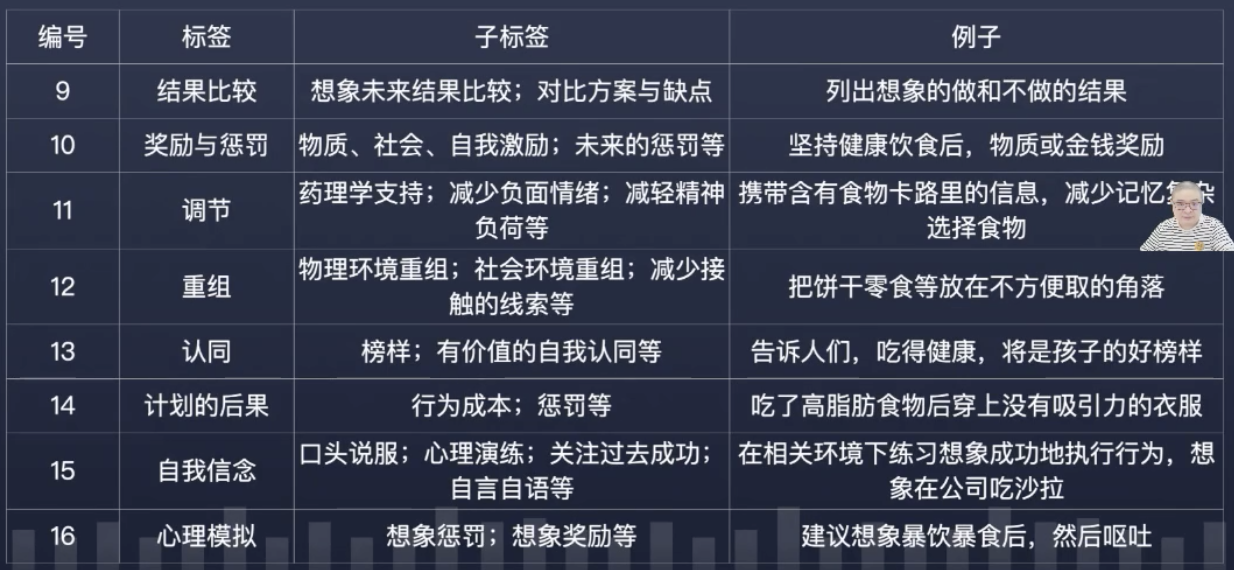 编号 标签 子标签 例子
9 结果比较 想象未来结果比较；对比方案与缺点 列出想象的做和不做的结果
10 奖励与惩罚 物质、社会、自我激励；未来的惩罚等 坚持健康饮食后，物质或金钱奖励
11 调节 药理学支持；减少负面情绪；减轻精神
负荷等 携带含有食物卡路里的信息，减少记忆复杂
选择食物
12 重组 物理环境重组；社会环境重组；减少接
触的线索等 把饼干零食等放在不方便取的角落
13 认同 榜样；有价值的自我认同等 告诉人们，吃得健康，将是孩子的好榜样
14 计划的后果 行为成本；惩罚等 吃了高脂肪食物后穿上没有吸引力的衣服
15 自我信念 口头说服；心理演练；关注过去成功；
自言自语等 在相关环境下练习想象成功地执行行为，想
象在公司吃沙拉
16 心理模拟 想象惩罚；想象奖励等 建议想象暴饮暴食后，然后呕吐